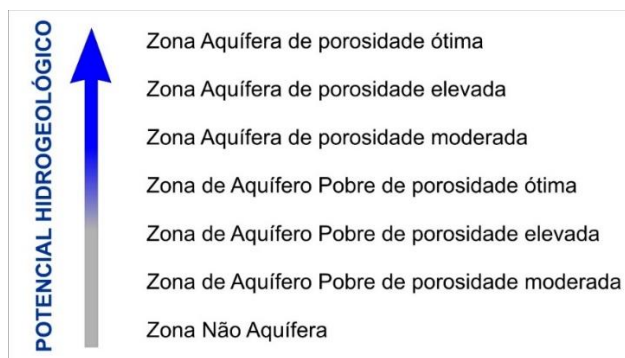 POTENCIAL HIDROGEOLÓGICO
Zona Aquífera de porosidade ótima
Zona Aquífera de porosidade elevada
Zona Aquífera de porosidade moderada
Zona de Aquífero Pobre de porosidade ótima
Zona de Aquífero Pobre de porosidade elevada
Zona de Aquífero Pobre de porosidade moderada
Zona Não Aquífera